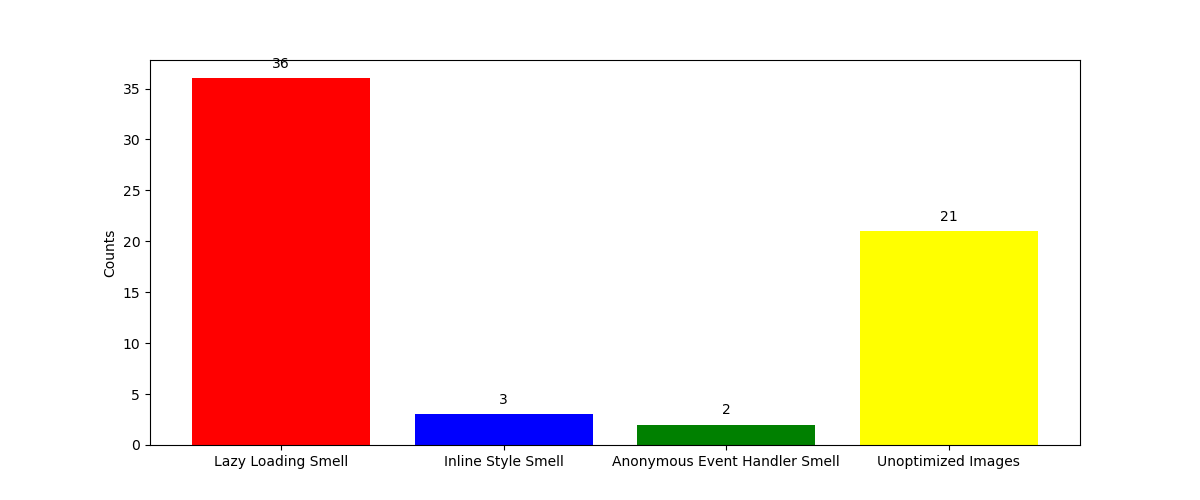 36
35
30
25
21
20
15
10
5
3
2
0
Counts
Lazy Loading Smell
Inline Style Smell
Anonymous Event Handler Smell
Unoptimized Images